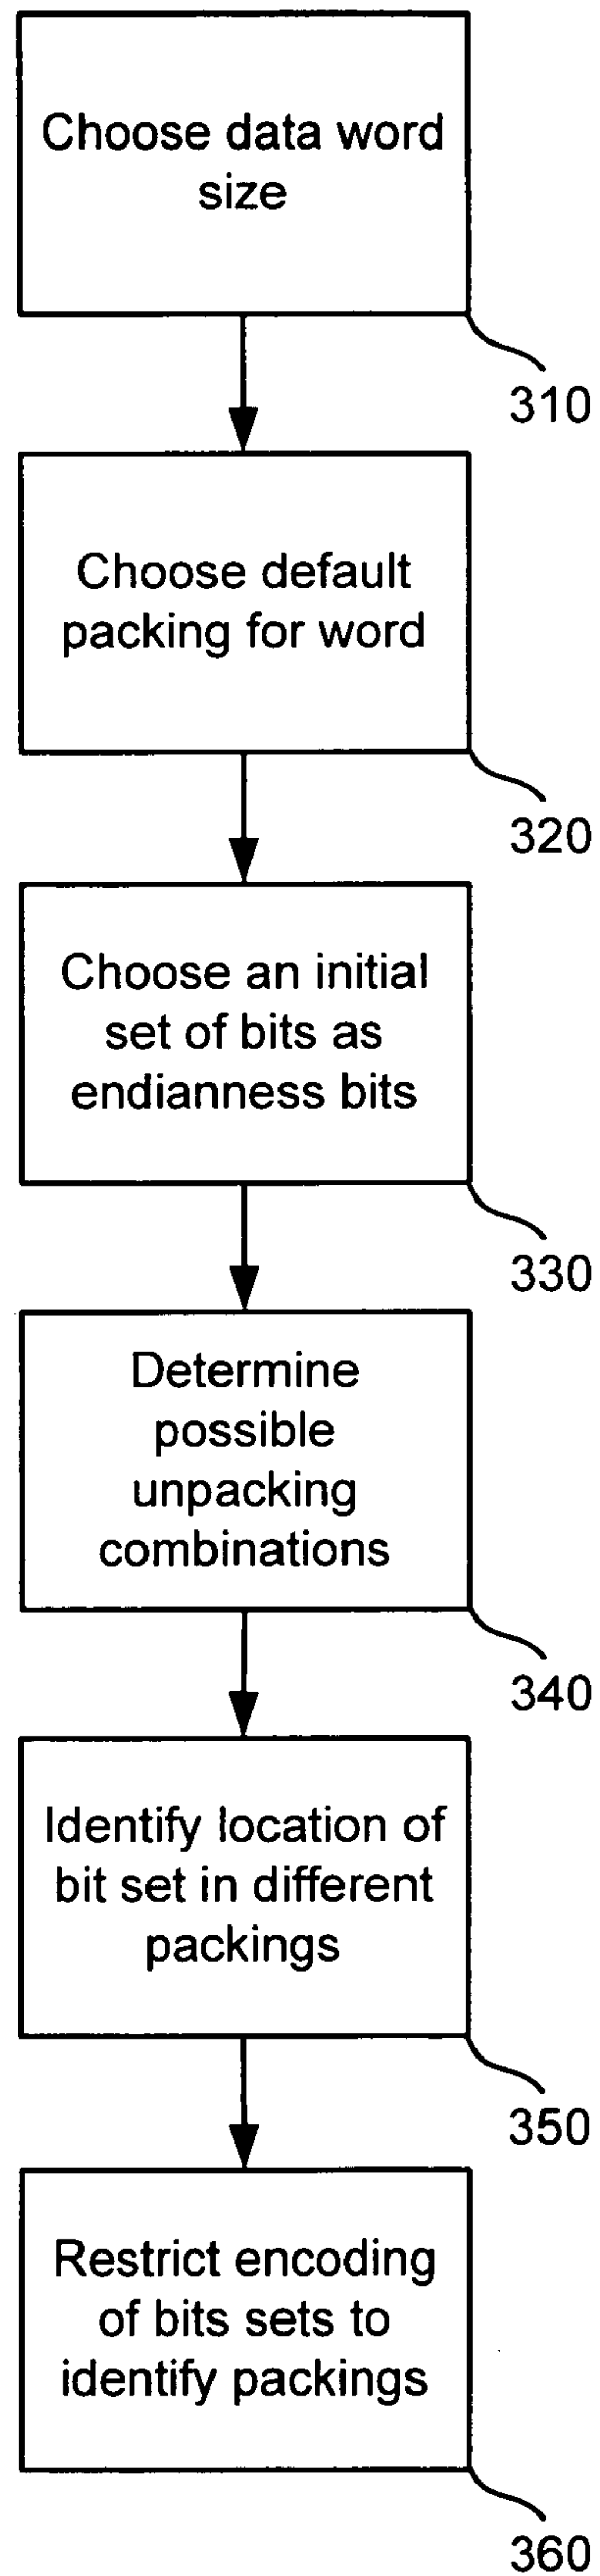 Choose data word
size
310
Choose default
packing for word
320
Choose an initial
set of bits as
endianness bits
330
Determine
possible
unpacking
combinations
340
Identify location of
bit set in different
packings
350
Restrict encoding
of bits sets to
identify packings
360